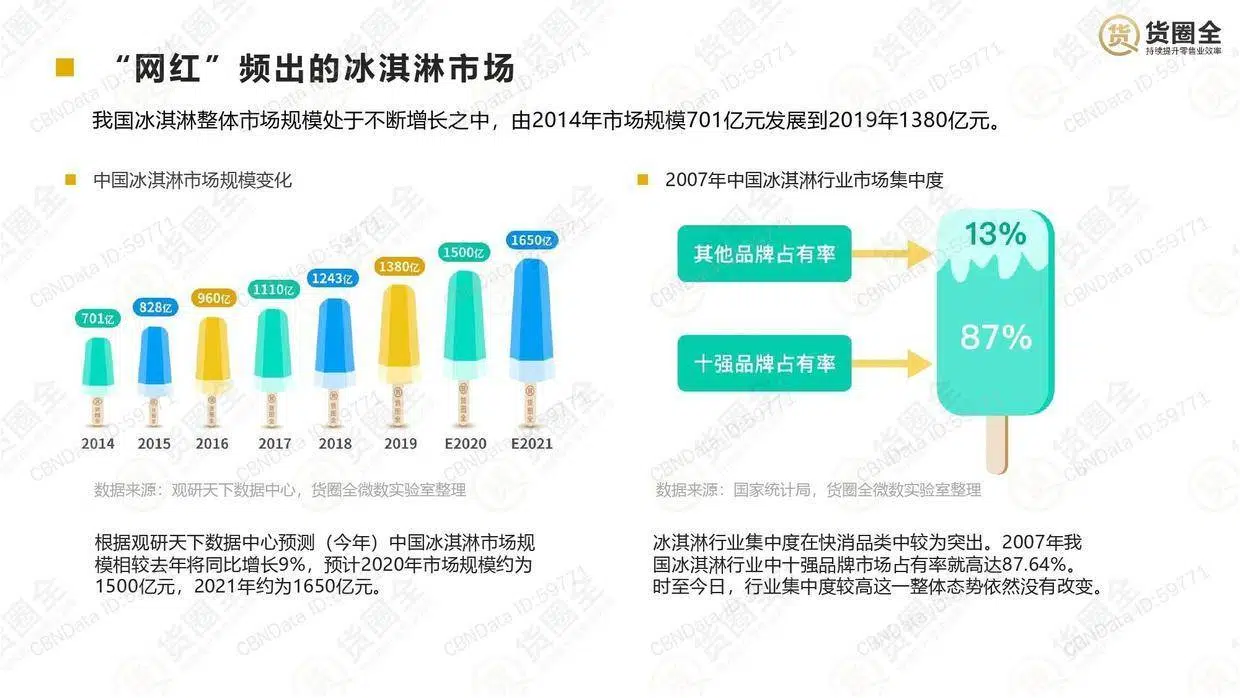 货圈全
持续提升零售业效率
“网红”频出的冰淇淋市场
我国冰淇淋整体市场规模处于不断增长之中，由2014年市场规模701亿元发展到2019年1380亿元。
中国冰淇淋市场规模变化
701亿
828亿
960亿
1110亿
1243亿
1380亿
1500亿
1650亿
2014
2015
2016
2017
2018
2019
E2020
E2021
数据来源：观研天下数据中心，货圈全微数实验室整理
根据观研天下数据中心预测（今年）中国冰淇淋市场规
模相较去年将同比增长9%，预计2020年市场规模约为
1500亿元，2021年约为1650亿元。
2007年中国冰淇淋行业市场集中度
其他品牌占有率
13%
十强品牌占有率
87%
数据来源：国家统计局，货圈全微数实验室整理
冰淇淋行业集中度在快消品类中较为突出。2007年我
国冰淇淋行业中十强品牌市场占有率就高达87.64%。
时至今日，行业集中度较高这一整体态势依然没有改变。
货圈全
CBNData ID:59771